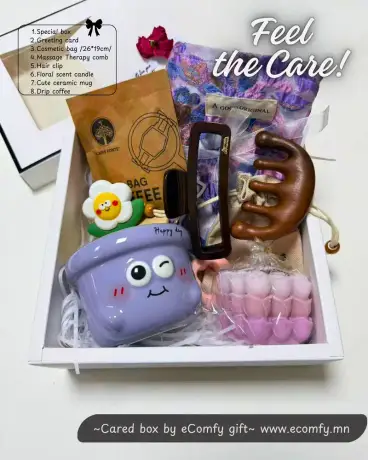 1.Special box
2.Greeting card
3.Cosmetic bag /26*19cm/
4.Massage Therapy comb
5.Hair clip
6.Floral scent candle
7.Cute ceramic mug
8.Drip coffee
Feel
the Care!
BAG
Happy day
~Cared box by eComfy gift~ www.ecomfy.mn